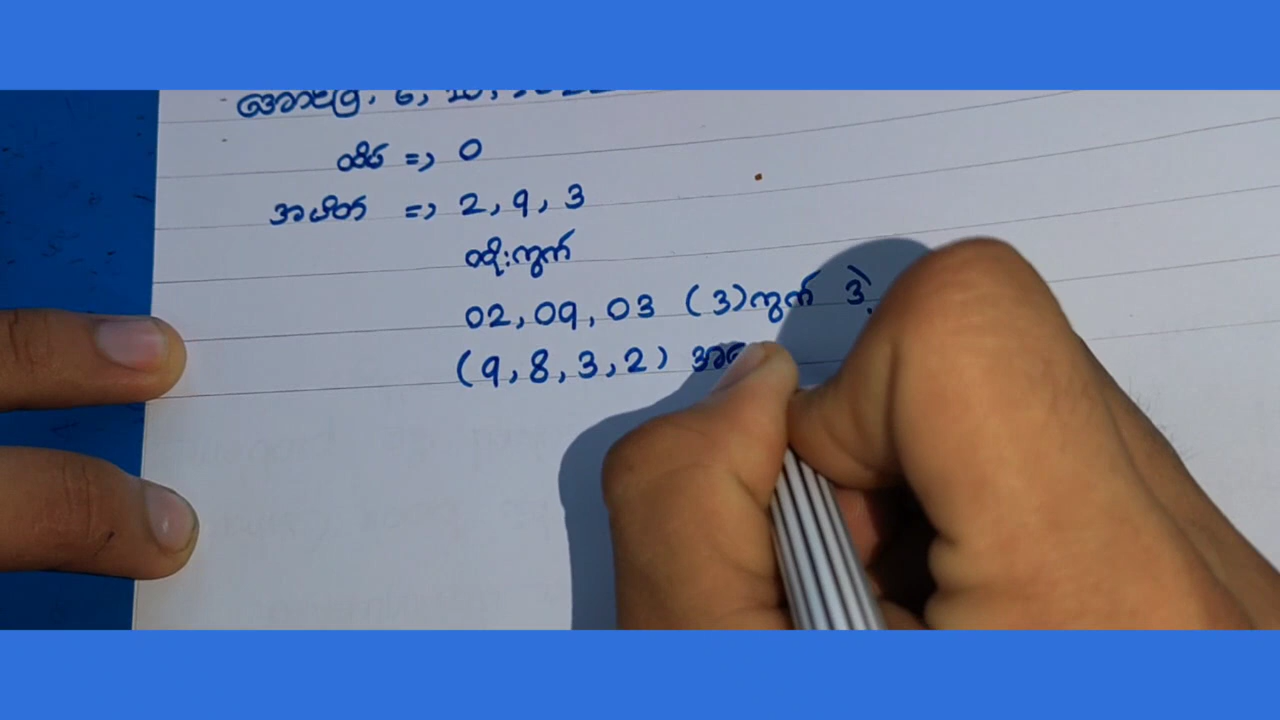 ထိပ် => 0
အပိတ် => 2, 9, 3
ထိုးကွက်
02, 09, 03 (3)ကွက် ဒဲ့
(9, 8, 3, 2)